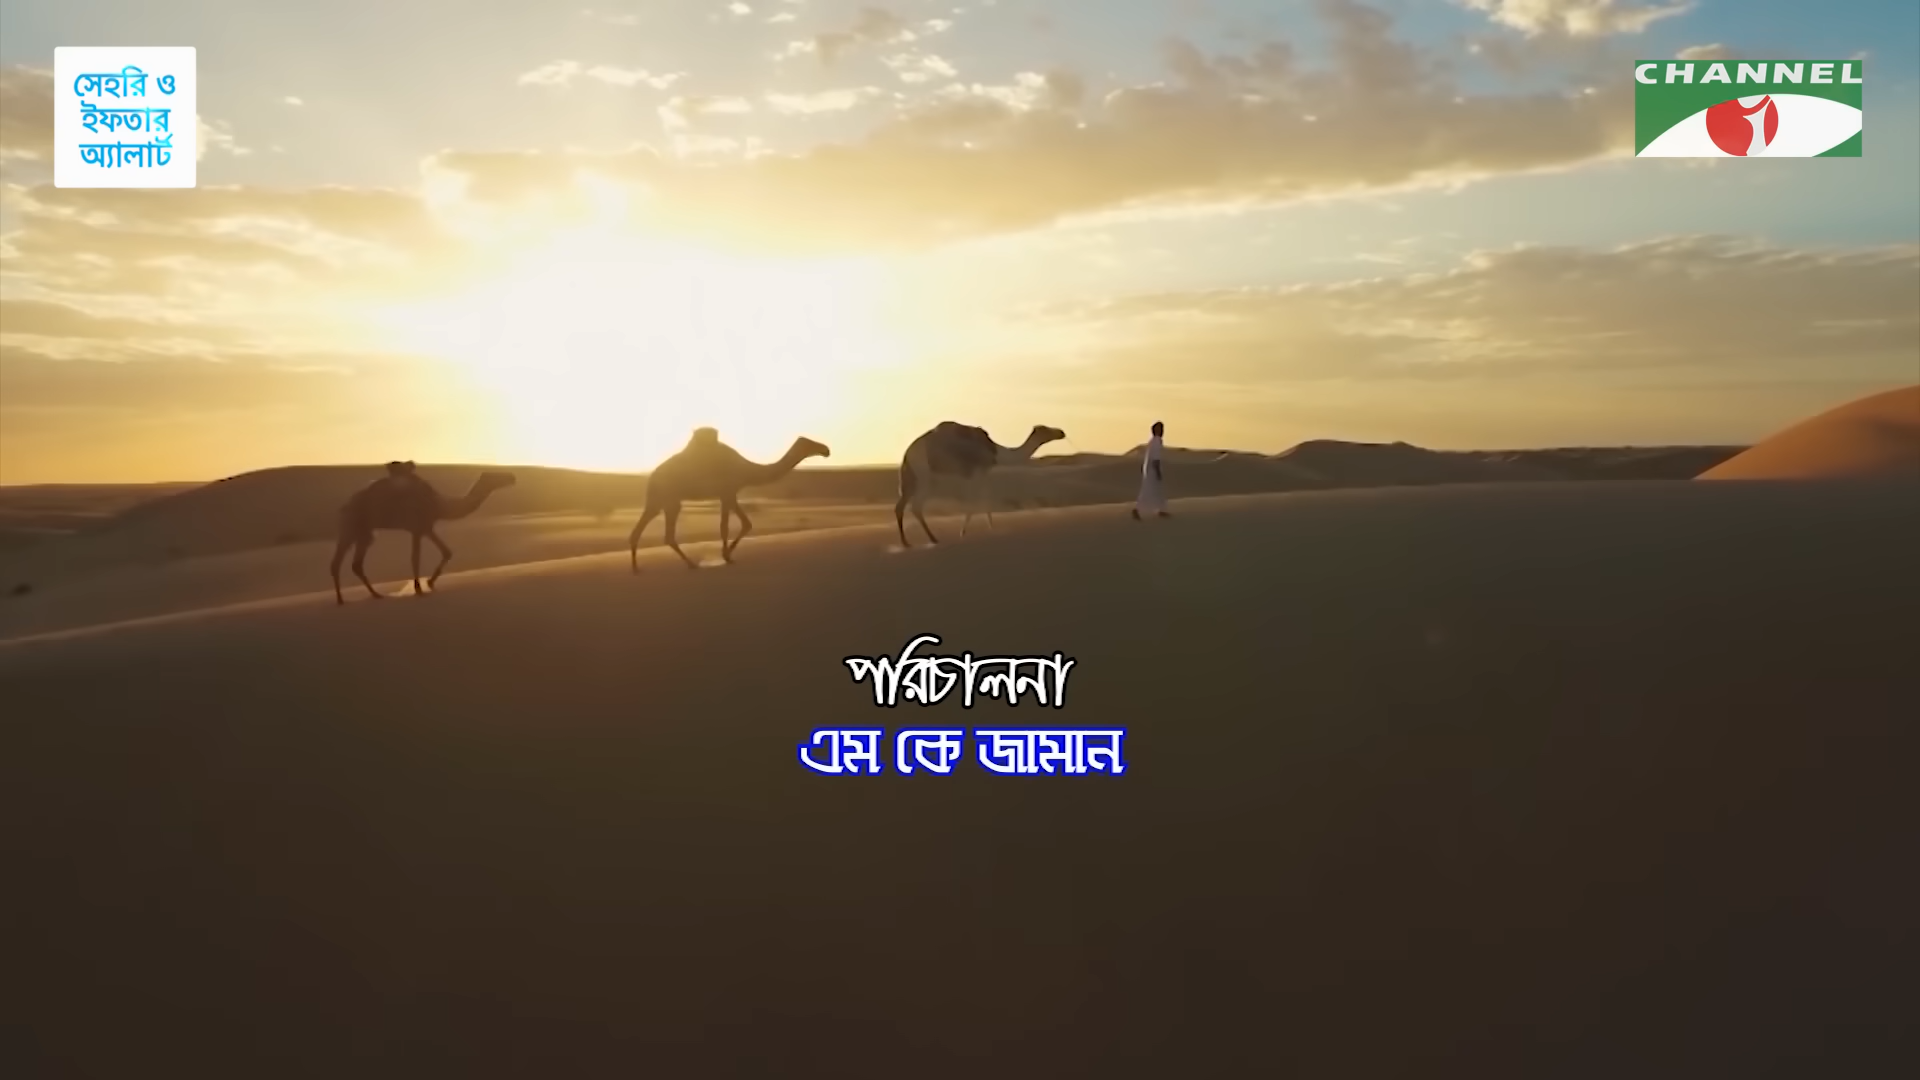 সেহরি ও
ইফতার
অ্যালার্ট
CHANNEL
i
পরিচালনা
এম কে জামান